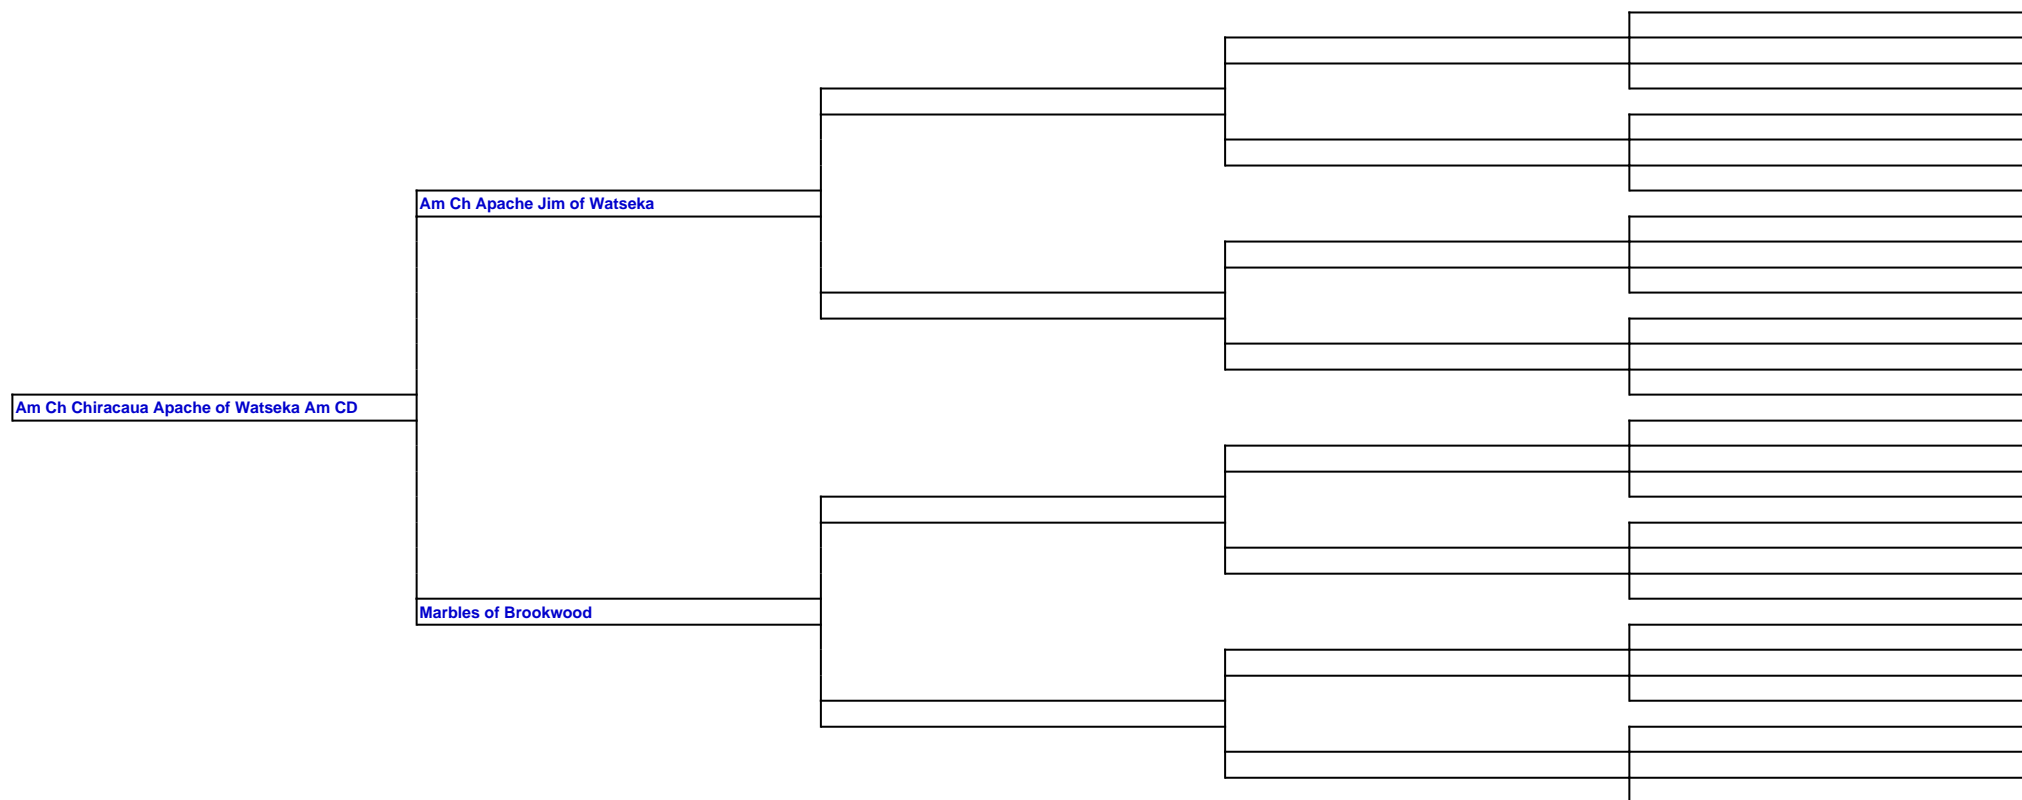 Am Ch Apache Jim of Watseka
Am Ch Chiracaua Apache of Watseka Am CD
Marbles of Brookwood